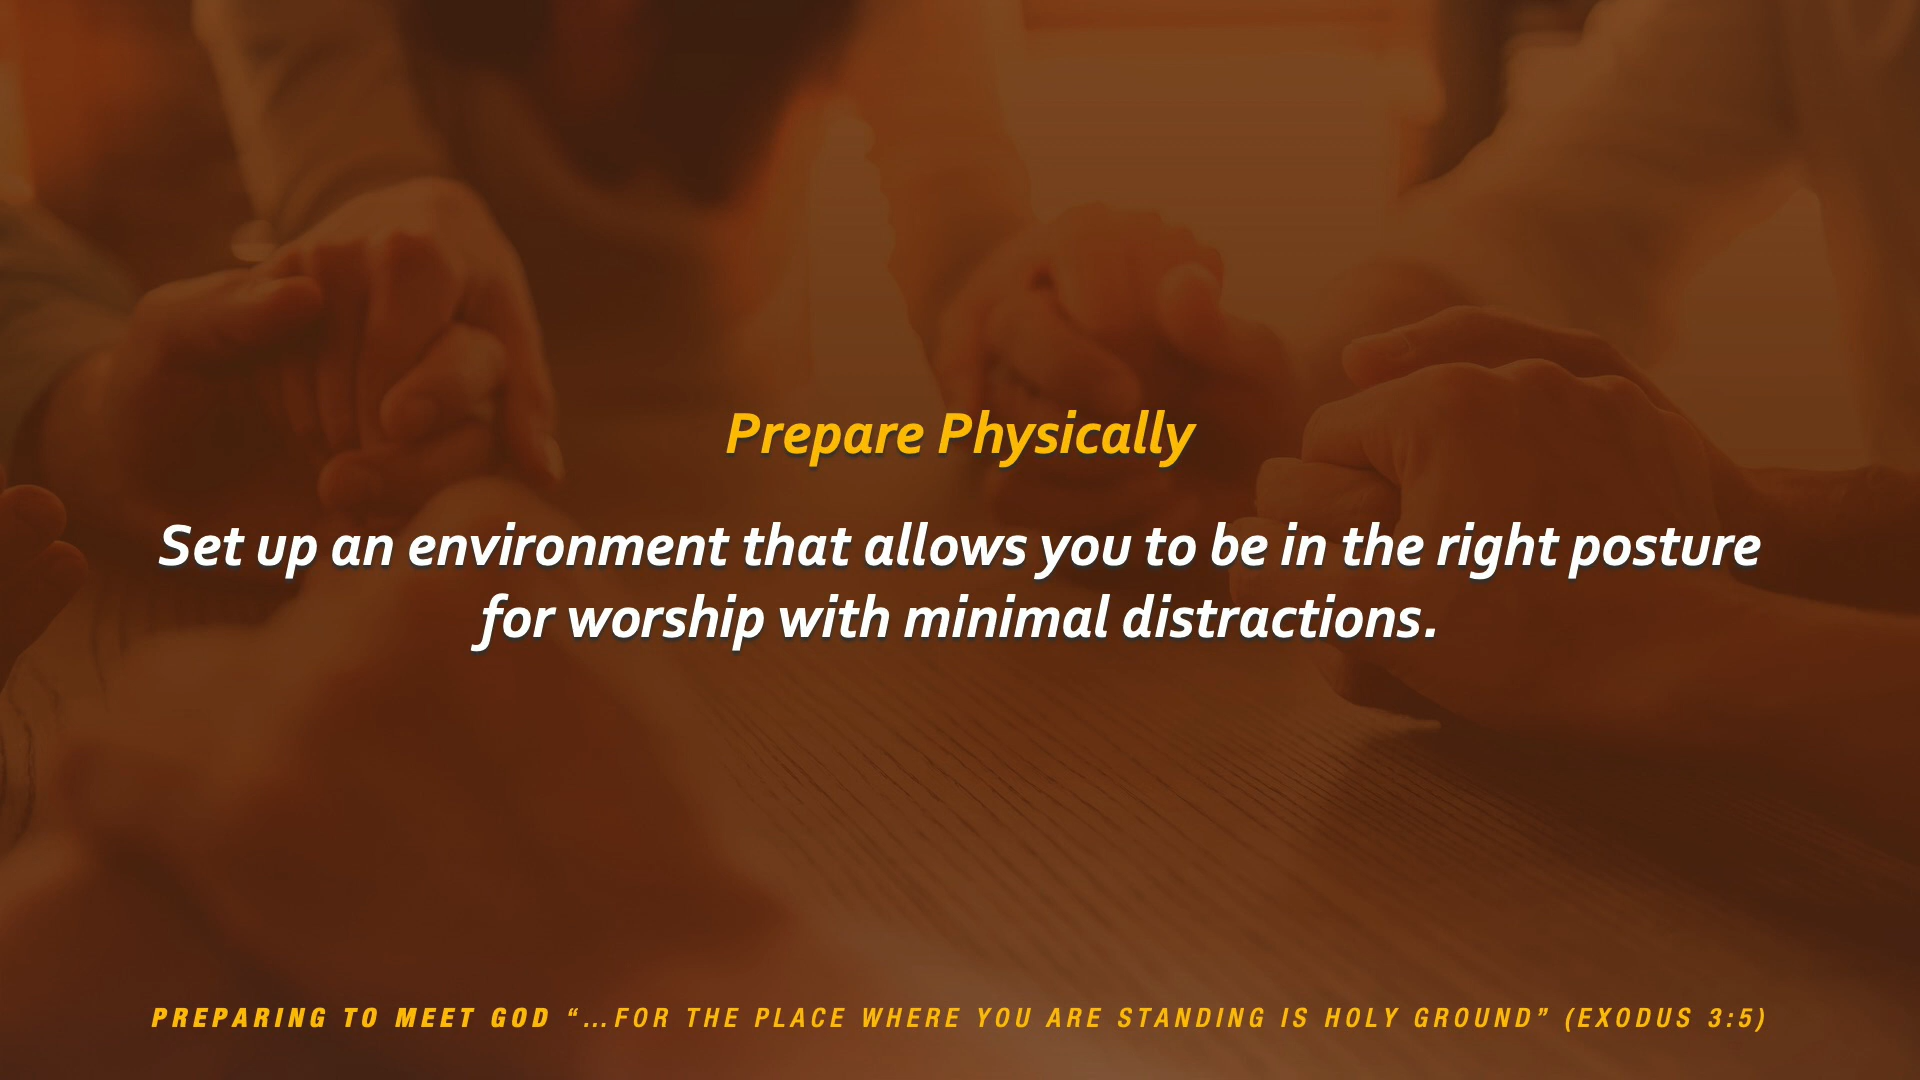 Prepare Physically
Set up an environment that allows you to be in the right posture
for worship with minimal distractions.
PREPARING TO MEET GOD “…FOR THE PLACE WHERE YOU ARE STANDING IS HOLY GROUND” (EXODUS 3:5)